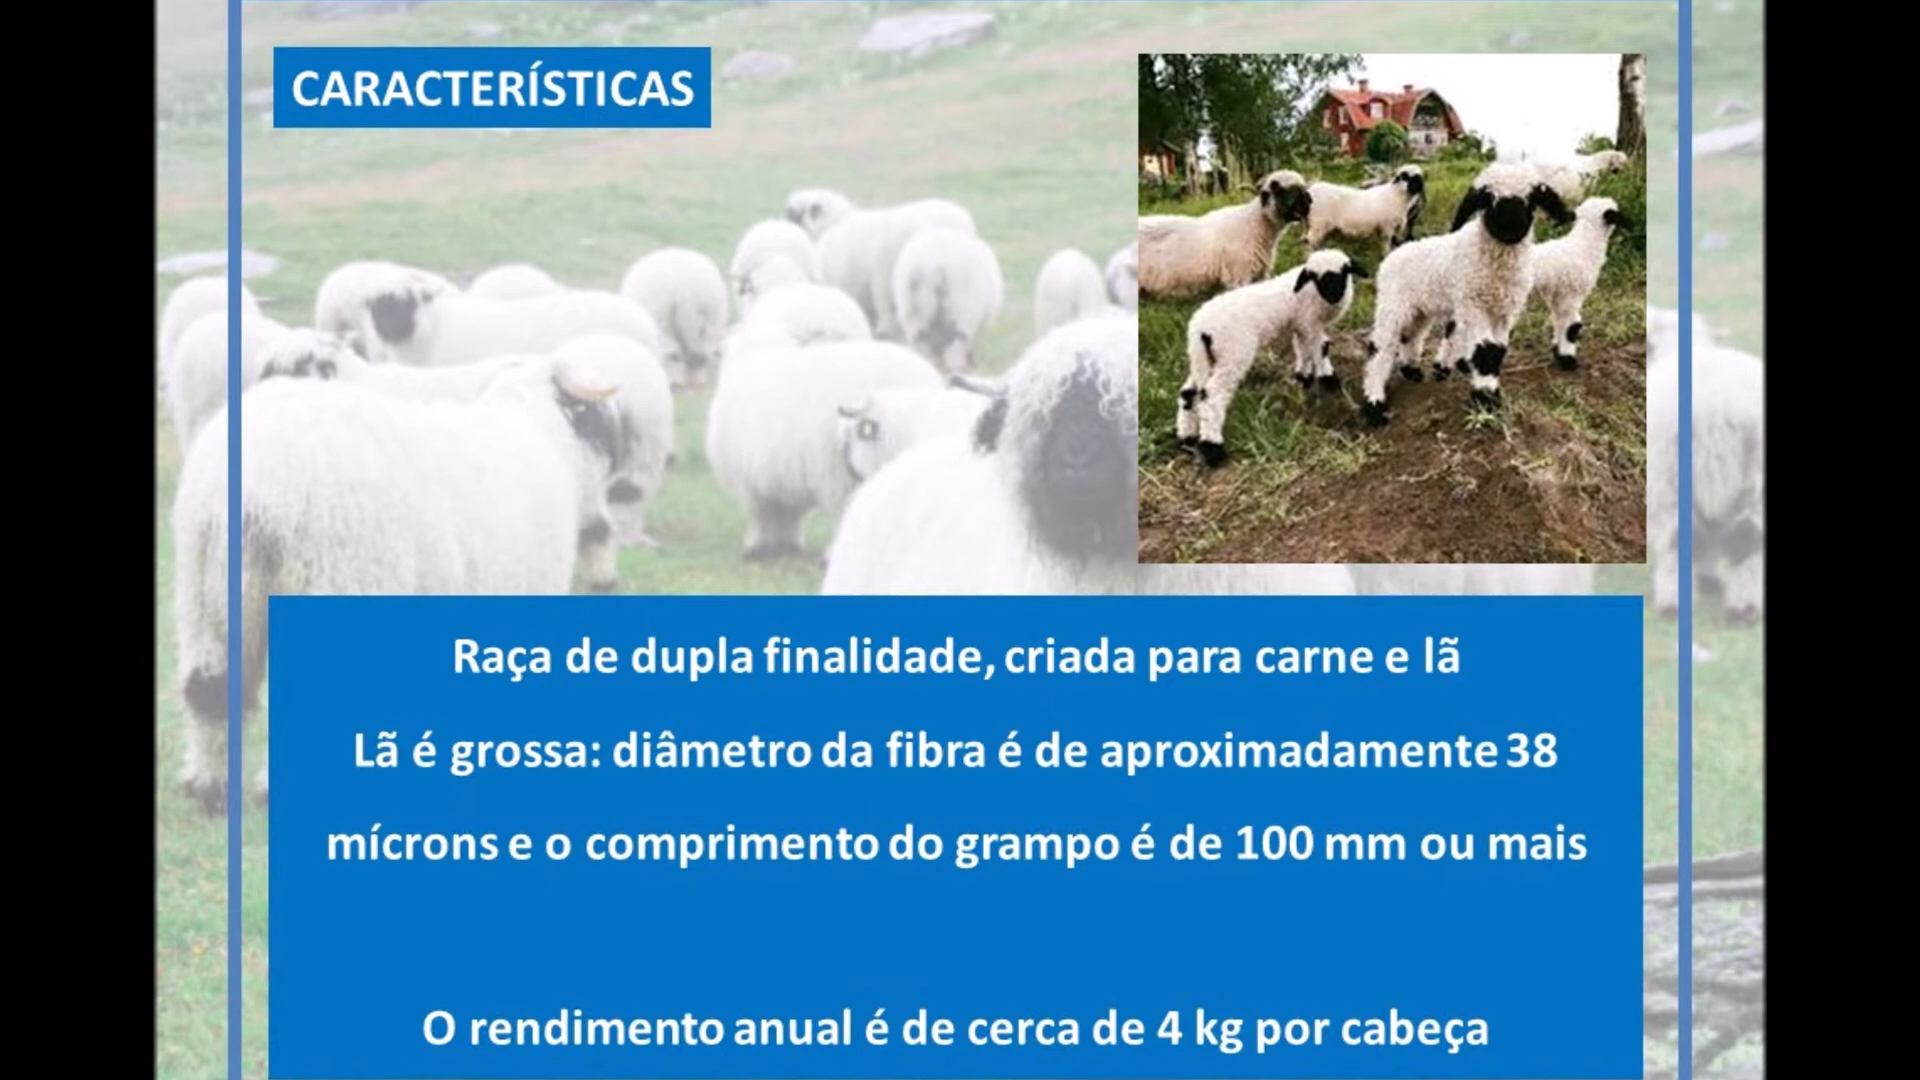 CARACTERÍSTICAS
Raça de dupla finalidade, criada para carne e lã
Lã é grossa: diâmetro da fibra é de aproximadamente 38
mícrons e o comprimento do grampo é de 100 mm ou mais
O rendimento anual é de cerca de 4 kg por cabeça